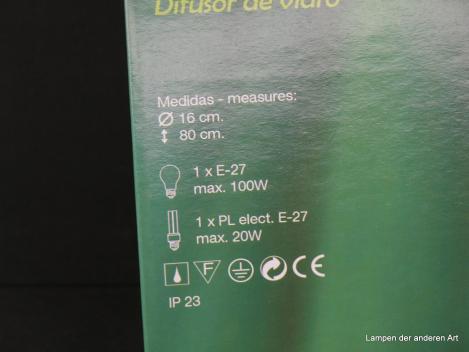 Difusor de vidro
Medidas - measures:
Ø 16 cm.
↕ 80 cm.
1 x E-27
max. 100W
1 x PL elect. E-27
max. 20W
F CE
IP 23
Lampen der anderen Art